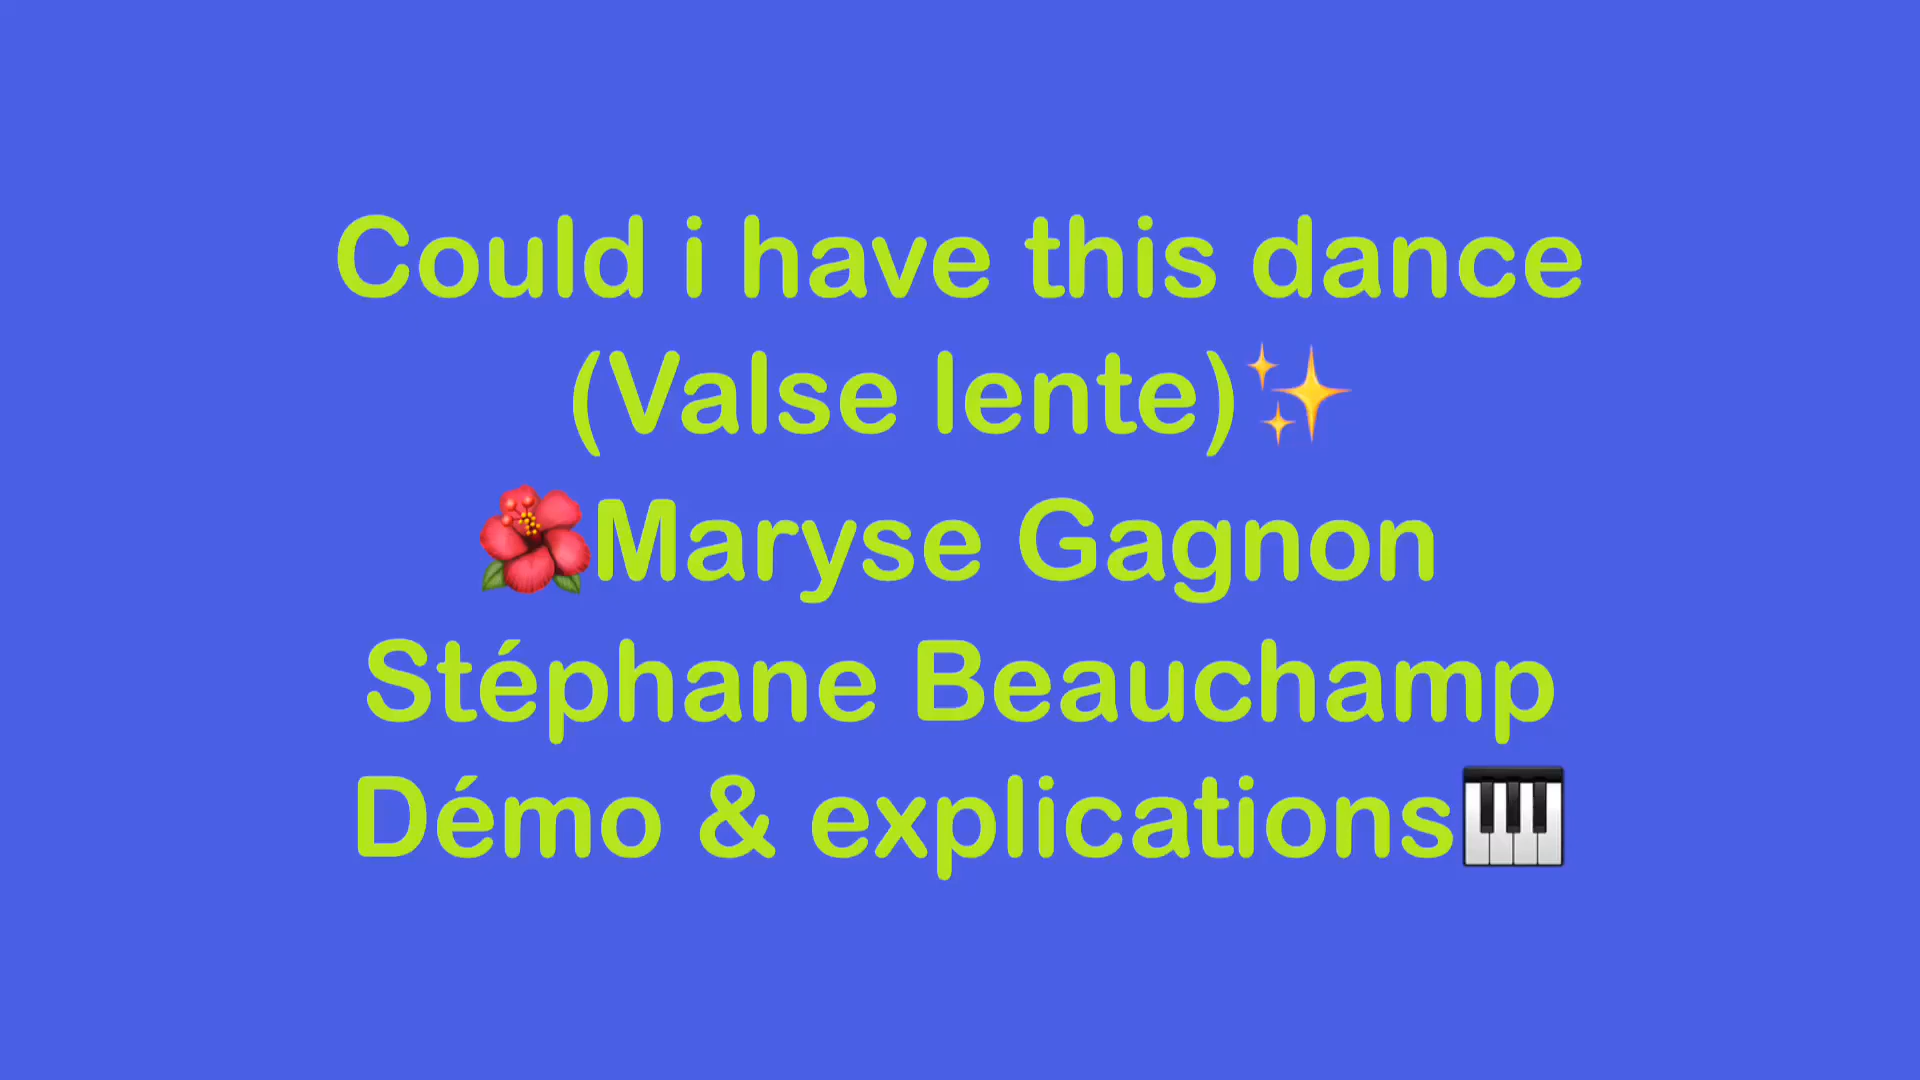 Could i have this dance
(Valse lente)✨
🌺Maryse Gagnon
Stéphane Beauchamp
Démo & explications🎹